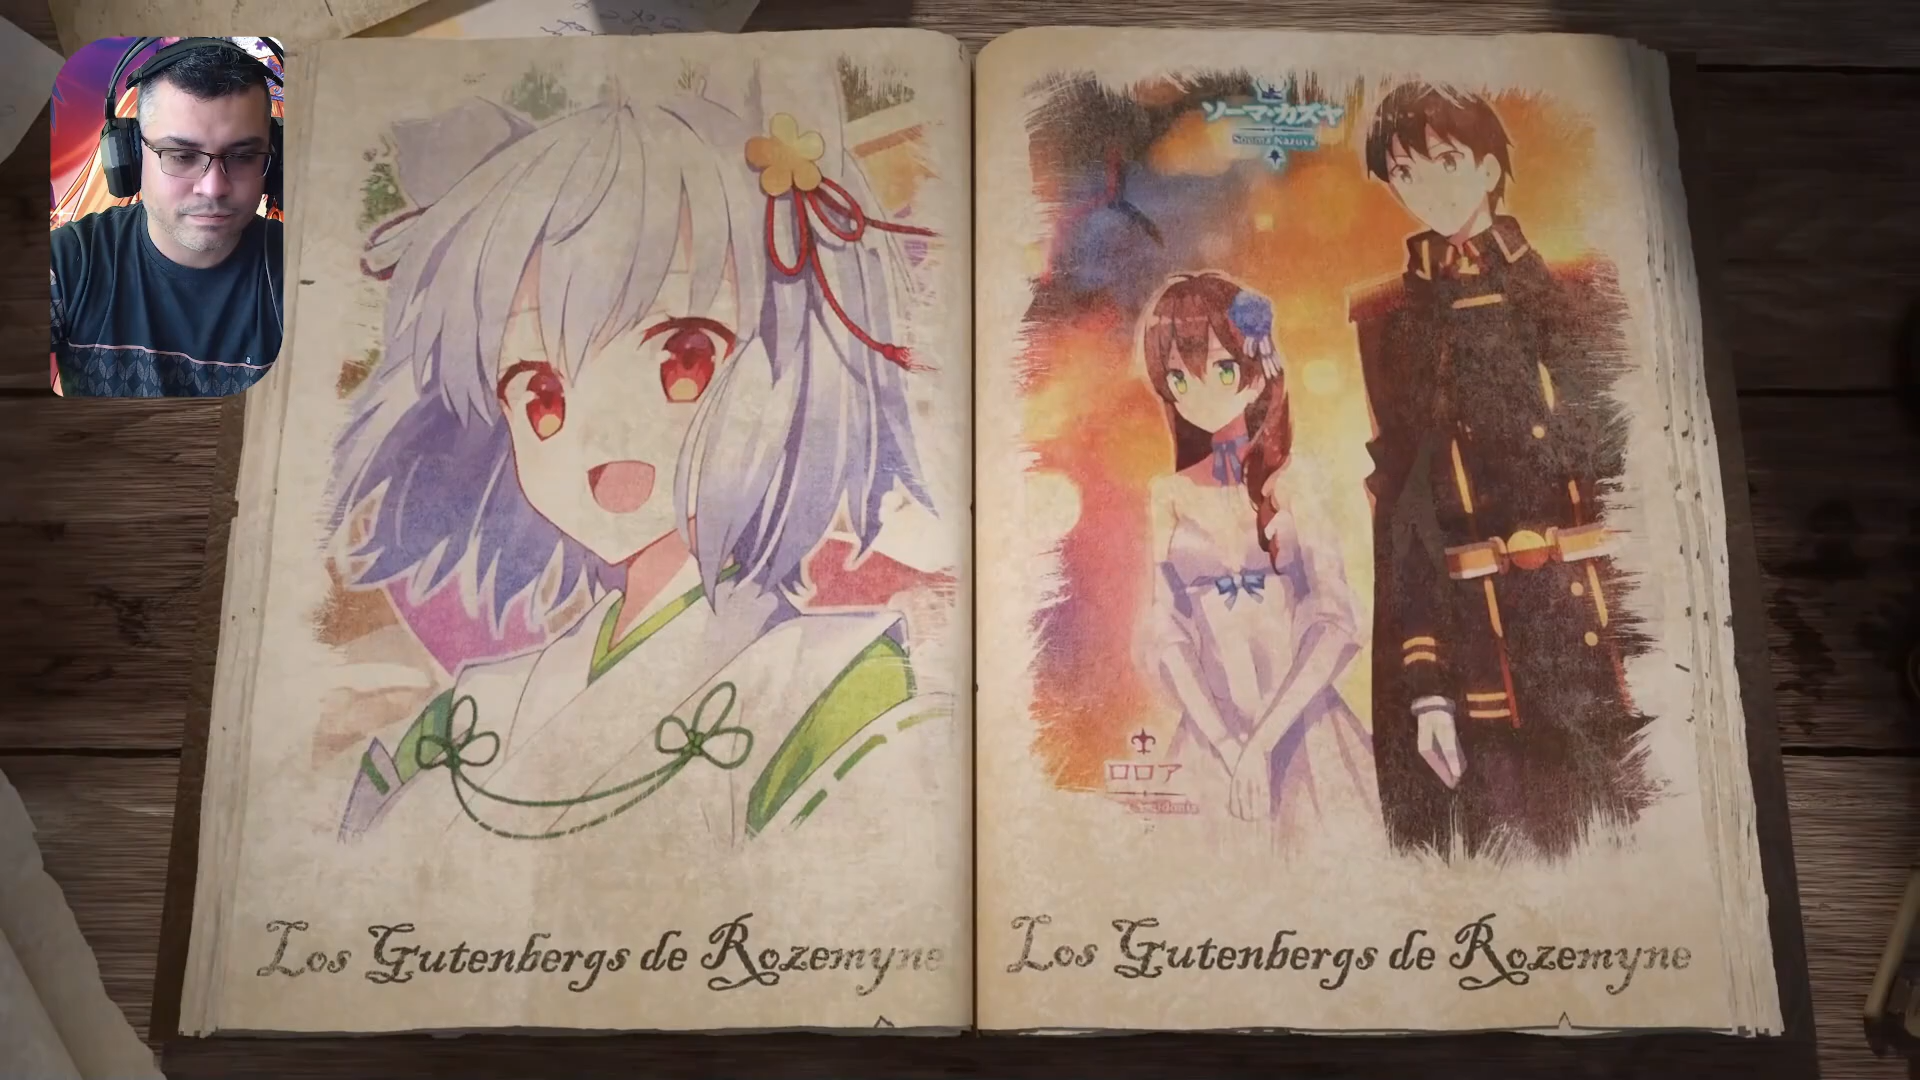 ソーマ・カズヤ
Souma Kazuya
ロロア
Los Gutenbergs de Rozemyne
Los Gutenbergs de Rozemyne